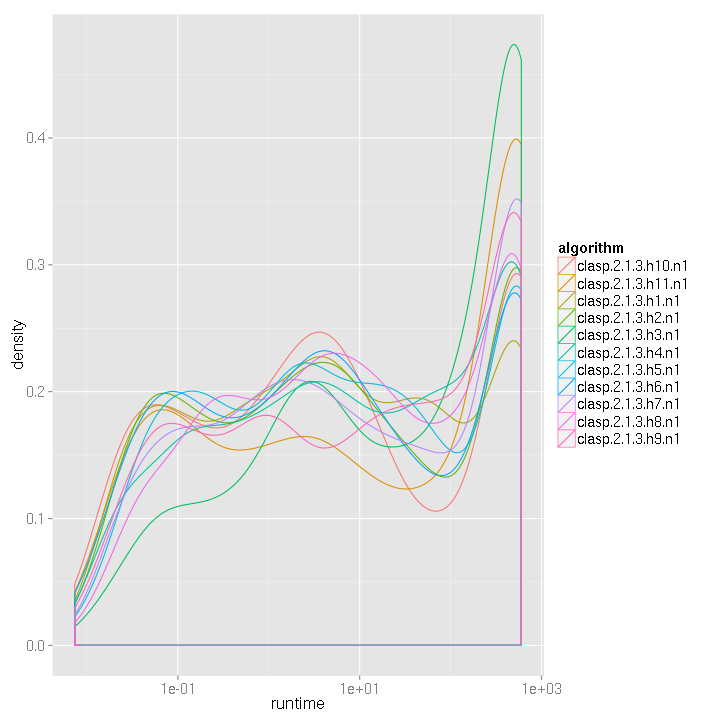 0.4
0.3
0.2
0.1
0.0
density
1e-01
1e+01
1e+03
runtime
algorithm
clasp.2.1.3.h10.n1
clasp.2.1.3.h11.n1
clasp.2.1.3.h1.n1
clasp.2.1.3.h2.n1
clasp.2.1.3.h3.n1
clasp.2.1.3.h4.n1
clasp.2.1.3.h5.n1
clasp.2.1.3.h6.n1
clasp.2.1.3.h7.n1
clasp.2.1.3.h8.n1
clasp.2.1.3.h9.n1